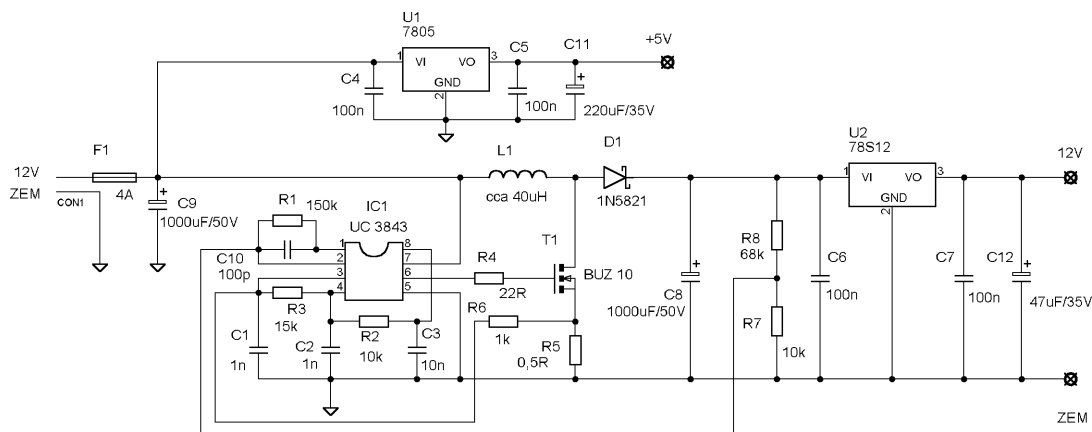 U1
7805
C5
C11
+5V
1
VI
VO
3
GND
2
C4
100n
100n
+
220uF/35V
F1
12V
4A
ZEM
CON1
+
C9
1000uF/50V
L1
cca 40uH
D1
1N5821
U2
78S12
12V
1
VI
VO
3
GND
2
R1
150k
IC1
UC 3843
C10
100p
1
2
3
4
8
7
6
5
R4
22R
T1
BUZ 10
R8
68k
+
C8
1000uF/50V
C6
100n
C7
100n
C12
+
47uF/35V
R3
15k
R6
1k
R2
10k
C3
10n
C1
1n
C2
1n
R5
0,5R
R7
10k
ZEM